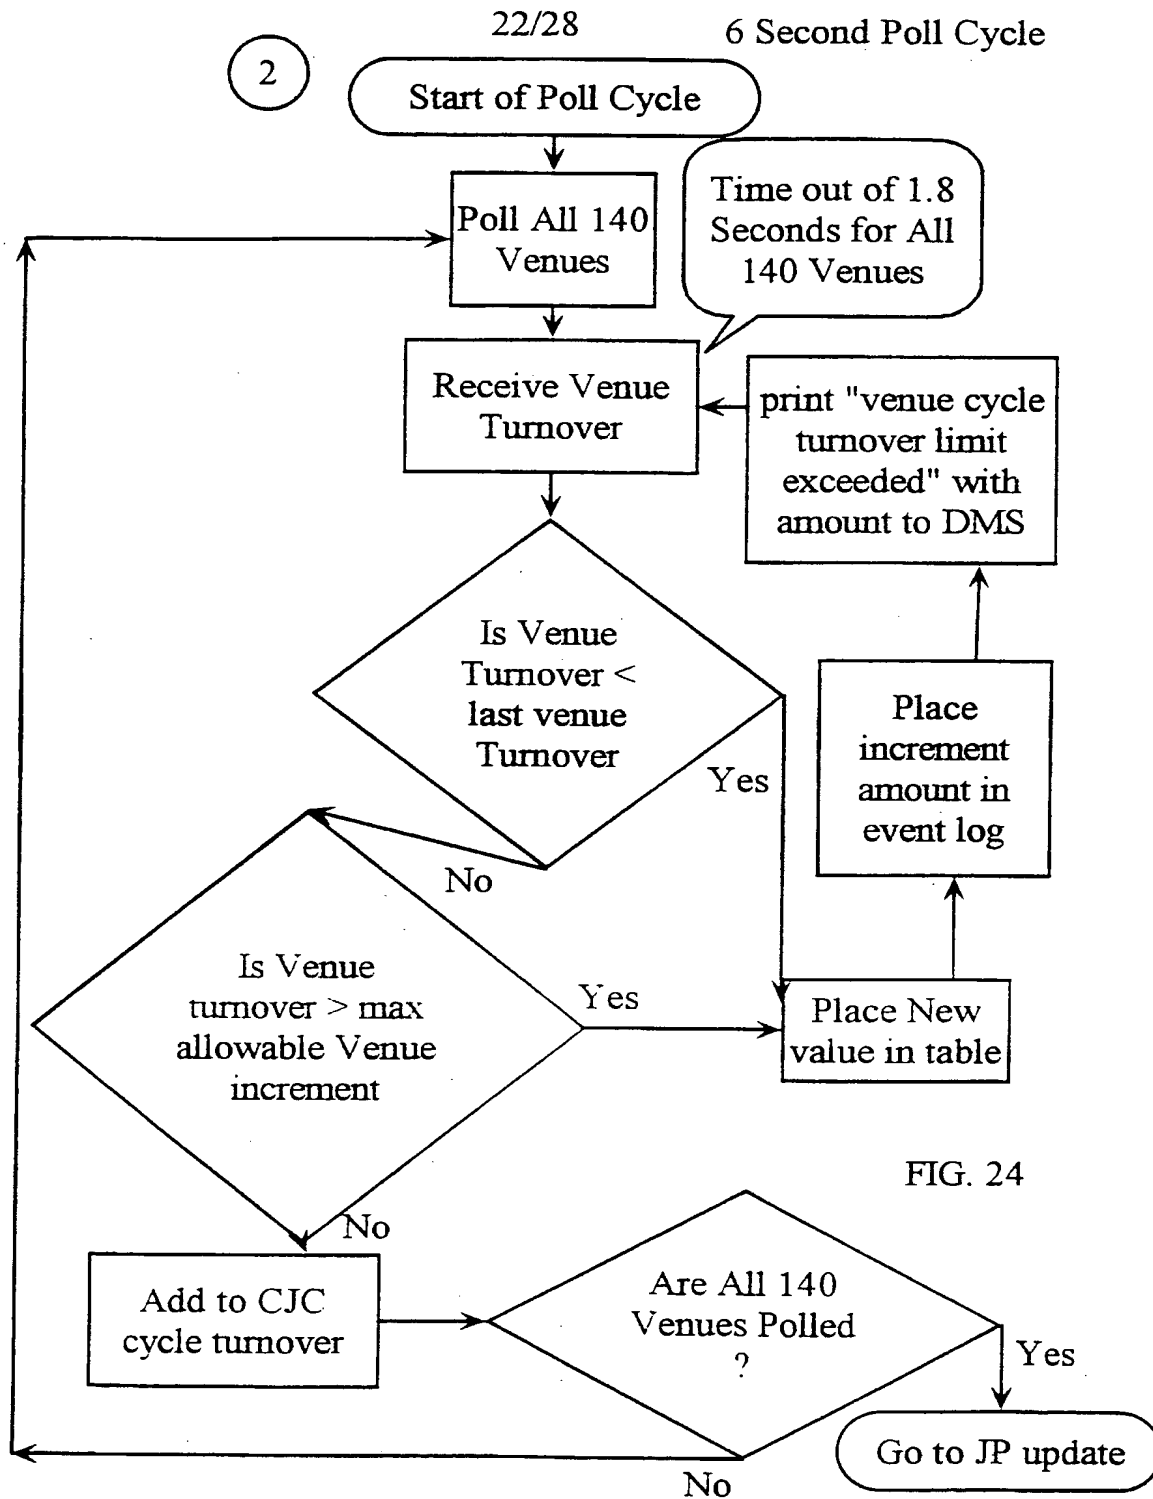 22/28
6 Second Poll Cycle
2
Start of Poll Cycle
Poll All 140
Venues
Time out of 1.8
Seconds for All
140 Venues
Receive Venue
Turnover
print "venue cycle
turnover limit
exceeded" with
amount to DMS
Is Venue
Turnover <
last venue
Turnover
Yes
No
Place
increment
amount in
event log
Is Venue
turnover > max
allowable Venue
increment
Yes
Place New
value in table
FIG. 24
No
Add to CJC
cycle turnover
Are All 140
Venues Polled
?
Yes
Go to JP update
No